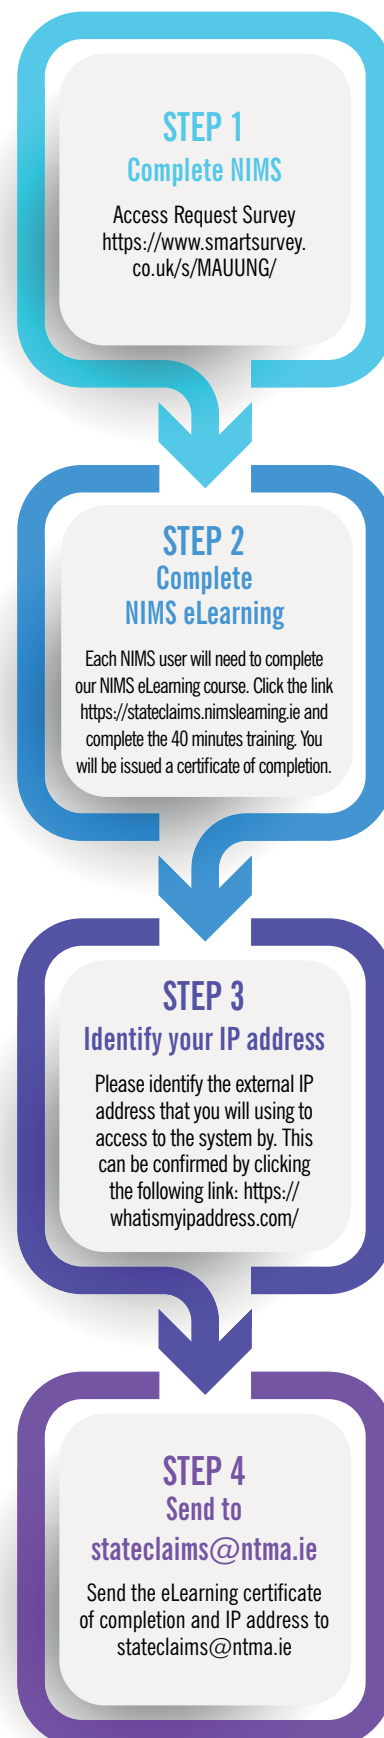 STEP 1
Complete NIMS
Access Request Survey
https://www.smartsurvey.
co.uk/s/MAUUNG/
STEP 2
Complete
NIMS eLearning
Each NIMS user will need to complete
our NIMS eLearning course. Click the link
https://stateclaims.nimslearning.ie and
complete the 40 minutes training. You
will be issued a certificate of completion.
STEP 3
Identify your IP address
Please identify the external IP
address that you will using to
access to the system by. This
can be confirmed by clicking
the following link: https://
whatismyipaddress.com/
STEP 4
Send to
stateclaims@ntma.ie
Send the eLearning certificate
of completion and IP address to
stateclaims@ntma.ie